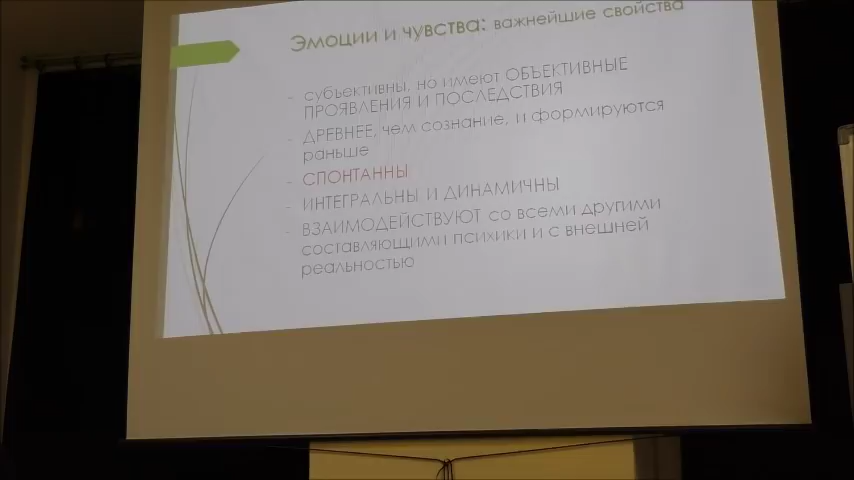 Эмоции и чувства: важнейшие свойства
- субъективны, но имеют ОБЪЕКТИВНЫЕ
ПРОЯВЛЕНИЯ И ПОСЛЕДСТВИЯ
- ДРЕВНЕЕ, чем сознание, и формируются
раньше
- СПОНТАННЫ
- ИНТЕГРАЛЬНЫ И ДИНАМИЧНЫ
- ВЗАИМОДЕЙСТВУЮТ со всеми другими
составляющими психики и с внешней
реальностью